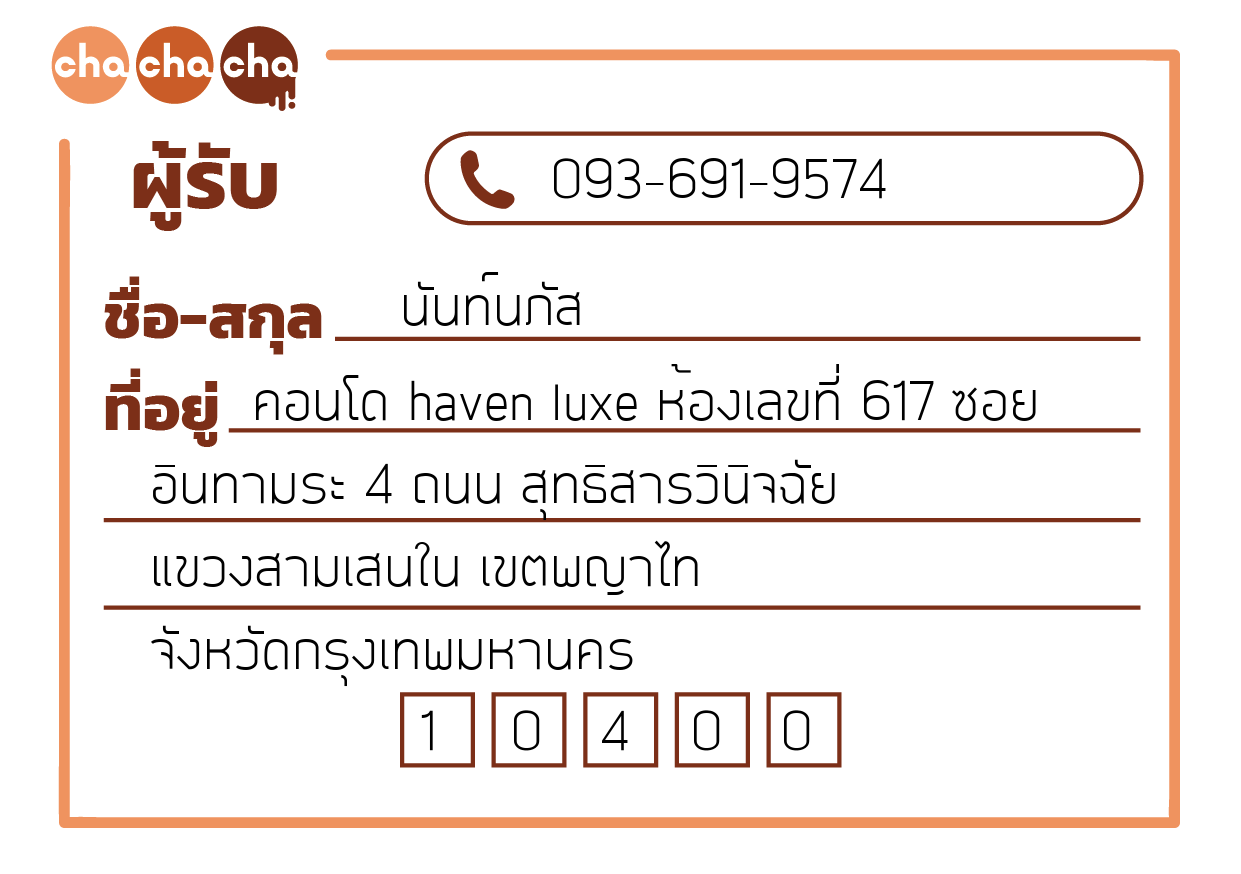 cha cha cha
ผู้รับ 093-691-9574
ชื่อ-สกุล นันท์นภัส
ที่อยู่ คอนโด haven luxe ห้องเลขที่ 617 ซอย
อินทามระ 4 ถนน สุทธิสารวินิจฉัย
แขวงสามเสนใน เขตพญาไท
จังหวัดกรุงเทพมหานคร
10400